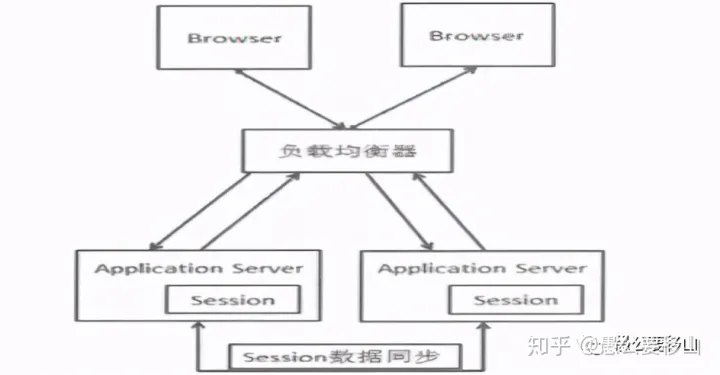 Browser
Browser
负载均衡器
Application Server
Session
Application Server
Session
Session数据同步
知乎 @愚公要移山